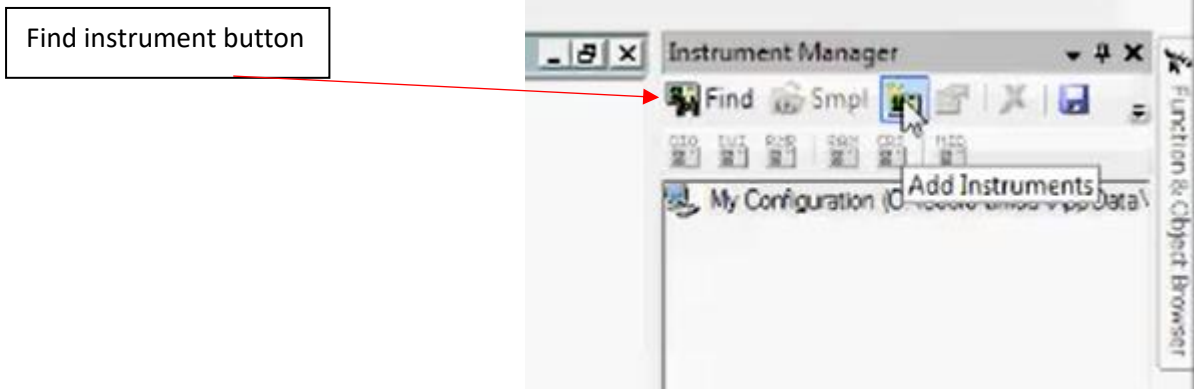 Find instrument button
Instrument Manager
Find Smpl
Add Instruments
My Configuration
Function & Object Browser